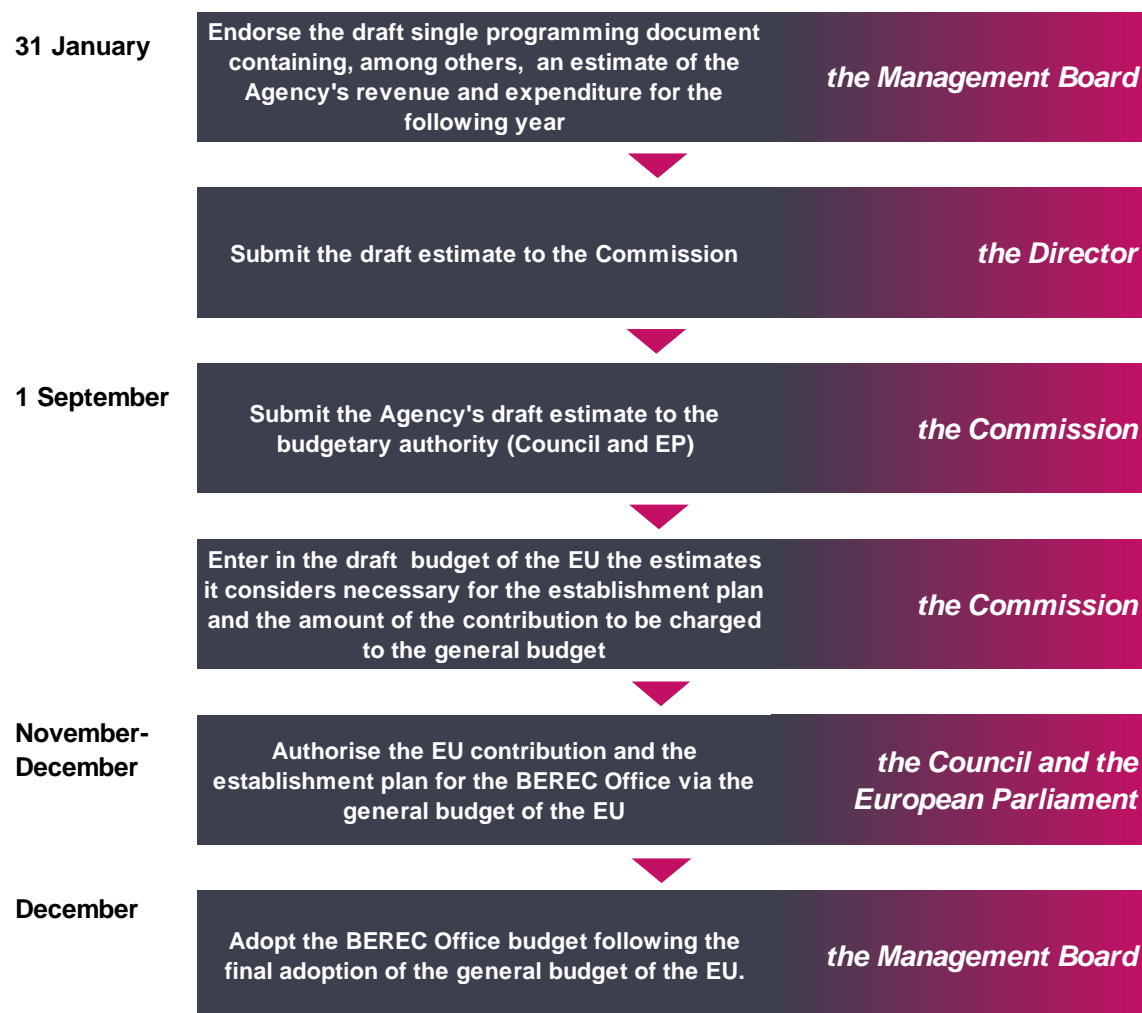 31 January
Endorse the draft single programming document
containing, among others, an estimate of the
Agency's revenue and expenditure for the
following year
the Management Board
Submit the draft estimate to the Commission
the Director
1 September
Submit the Agency's draft estimate to the
budgetary authority (Council and EP)
the Commission
Enter in the draft budget of the EU the estimates
it considers necessary for the establishment plan
and the amount of the contribution to be charged
to the general budget
the Commission
November-
December
Authorise the EU contribution and the
establishment plan for the BEREC Office via the
general budget of the EU
the Council and the
European Parliament
December
Adopt the BEREC Office budget following the
final adoption of the general budget of the EU.
the Management Board